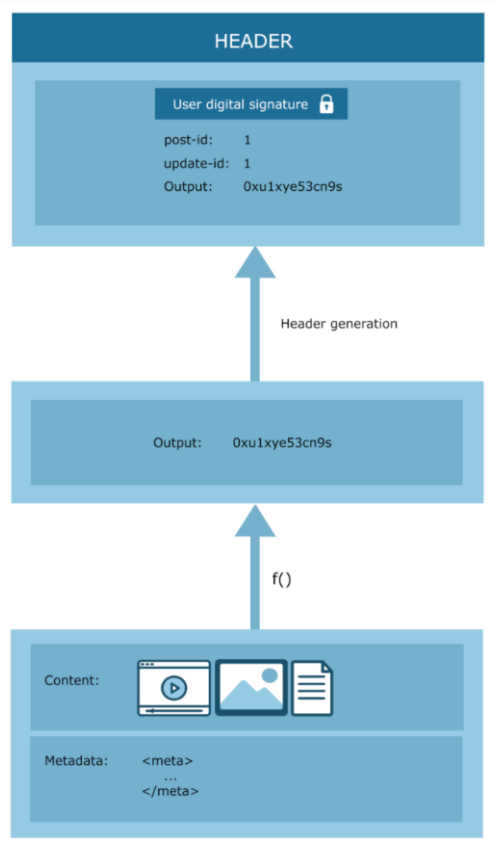 HEADER
User digital signature
post-id: 1
update-id: 1
Output: 0xu1xye53cn9s
Header generation
Output: 0xu1xye53cn9s
f()
Content:
Metadata: <meta>
...
</meta>